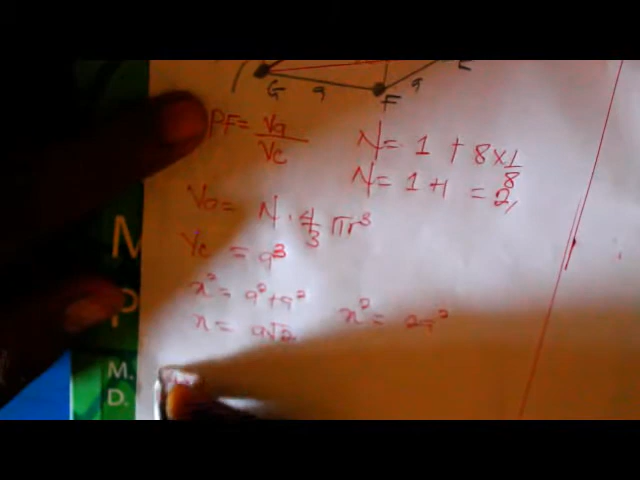 G a F a
PF = Va/Vc
N = 1 + 8 × 1/8
N = 1 + 1 = 2,
Va = N · 4/3 πr³
Vc = a³
x² = a² + a²
x = a√2 x² = 2a²
M
P
M.
D.